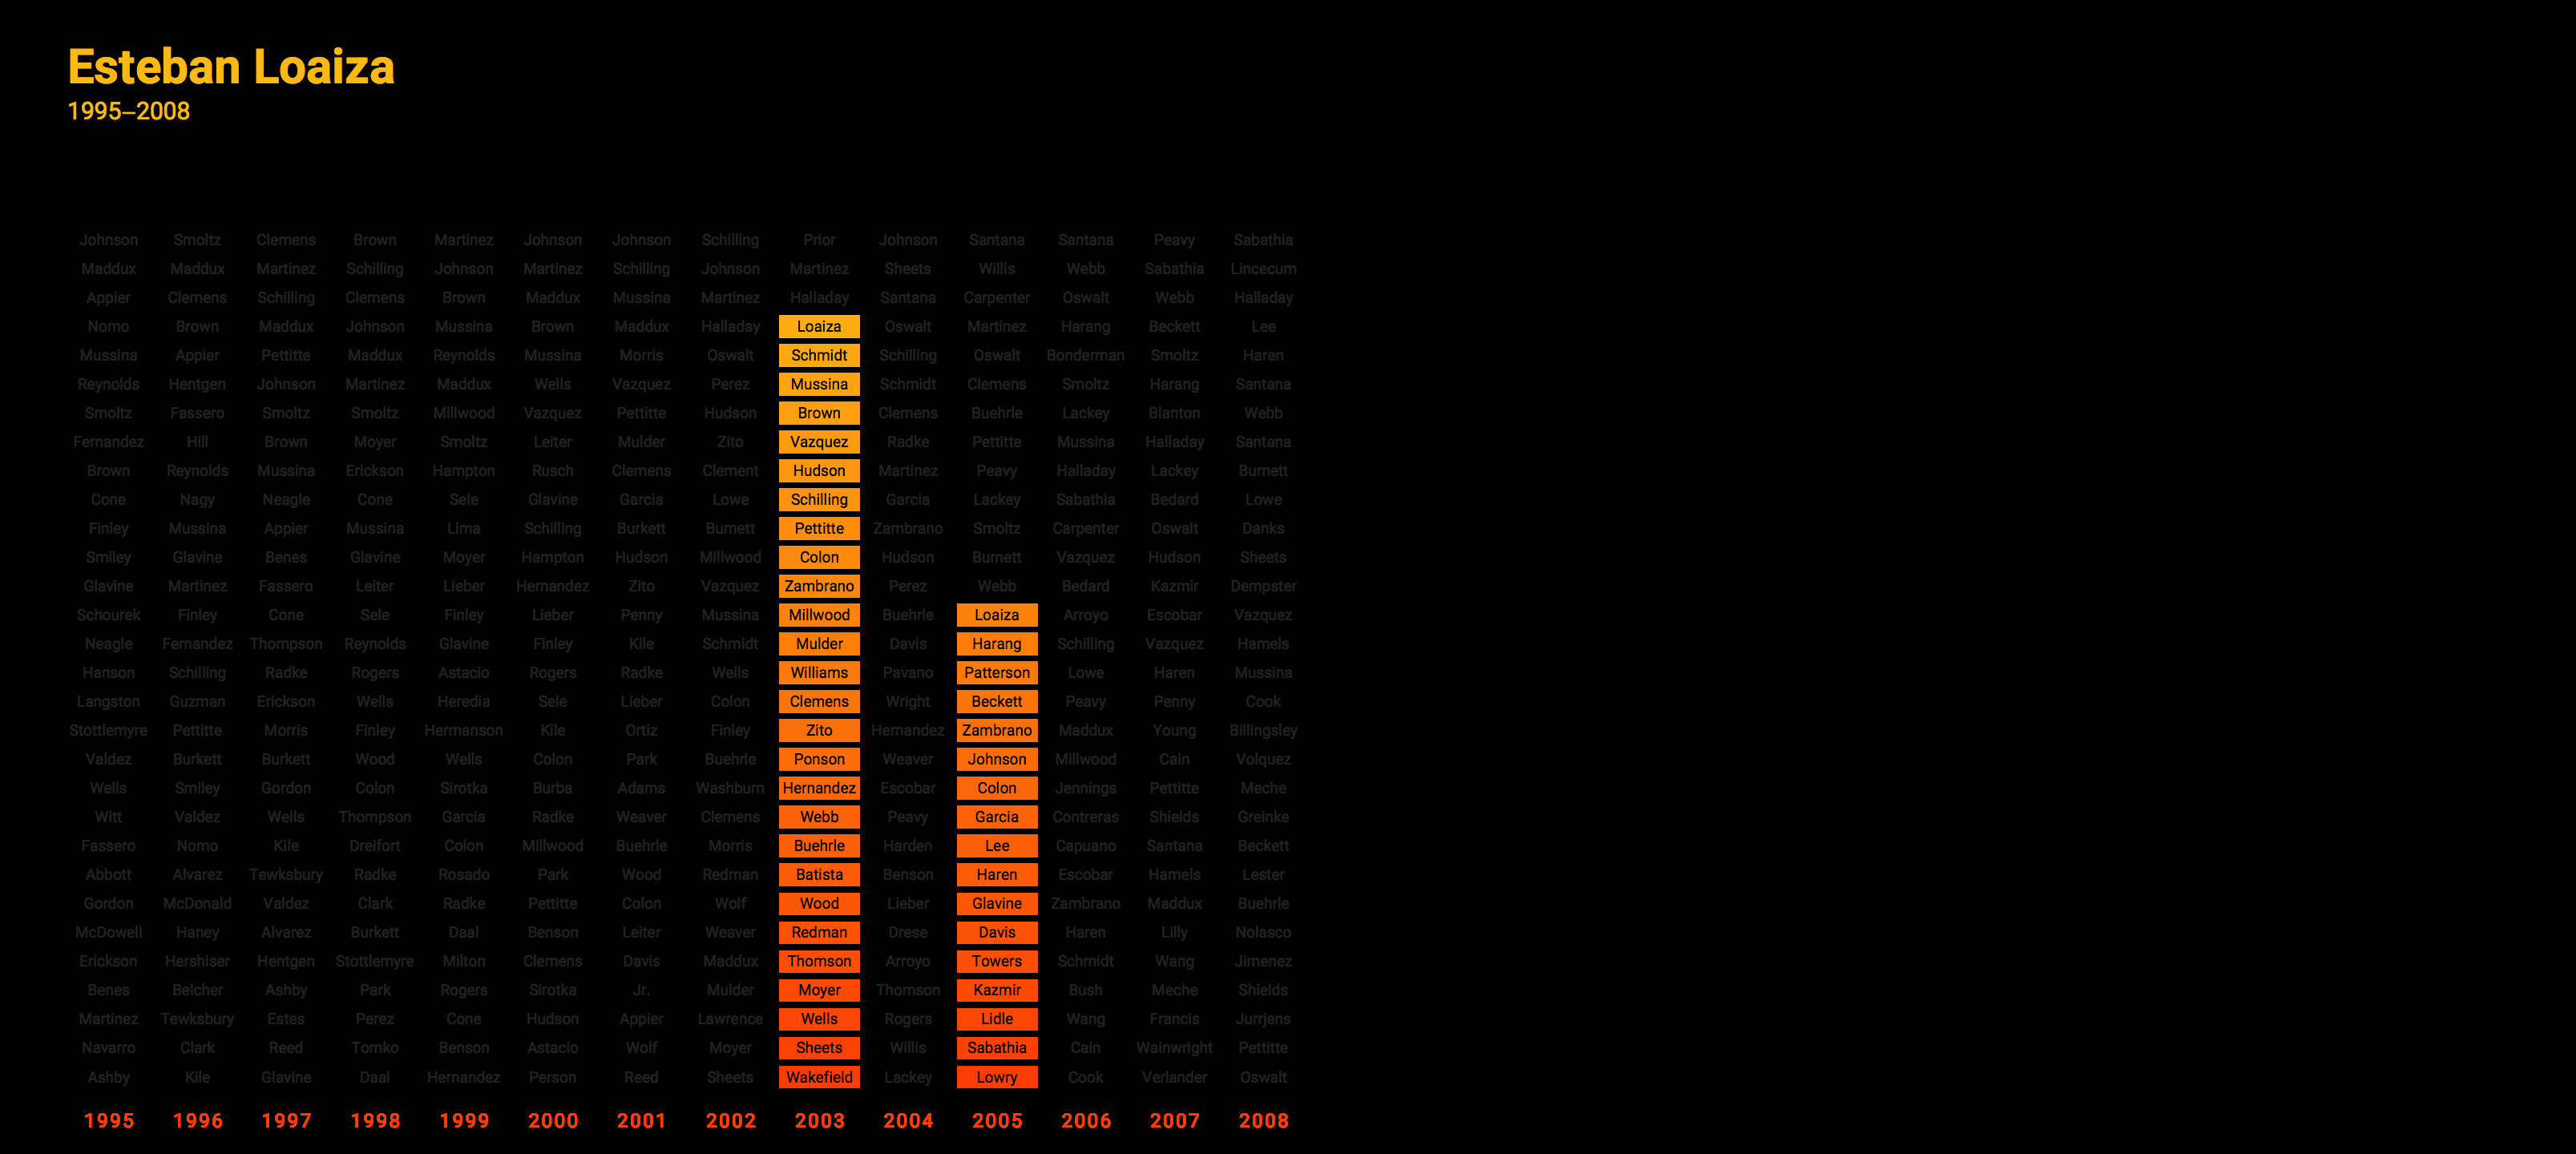 Esteban Loaiza
1995–2008
Johnson Smoltz Clemens Brown Martinez Johnson Johnson Schilling Prior Johnson Santana Santana Peavy Sabathia
Maddux Maddux Martinez Schilling Johnson Martinez Schilling Johnson Martinez Sheets Willis Webb Sabathia Lincecum
Appier Clemens Schilling Clemens Brown Maddux Mussina Martinez Halladay Santana Carpenter Oswalt Webb Halladay
Nomo Brown Maddux Johnson Mussina Brown Maddux Halladay Loaiza Oswalt Martinez Harang Beckett Lee
Mussina Appier Pettitte Maddux Reynolds Mussina Morris Oswalt Schmidt Schilling Oswalt Bonderman Smoltz Haren
Reynolds Hentgen Johnson Martinez Maddux Wells Vazquez Perez Mussina Schmidt Clemens Smoltz Harang Santana
Smoltz Fassero Smoltz Smoltz Millwood Vazquez Pettitte Hudson Brown Clemens Buehrle Lackey Blanton Webb
Fernandez Hill Brown Moyer Smoltz Leiter Mulder Zito Vazquez Radke Pettitte Mussina Halladay Santana
Brown Reynolds Mussina Erickson Hampton Rusch Clemens Clement Hudson Martinez Peavy Halladay Lackey Burnett
Cone Nagy Neagle Cone Sele Glavine Garcia Lowe Schilling Garcia Lackey Sabathia Bedard Lowe
Finley Mussina Appier Mussina Lima Schilling Burkett Burnett Pettitte Zambrano Smoltz Carpenter Oswalt Danks
Smiley Glavine Benes Glavine Moyer Hampton Hudson Millwood Colon Hudson Burnett Vazquez Hudson Sheets
Glavine Martinez Fassero Leiter Lieber Hernandez Zito Vazquez Zambrano Perez Webb Bedard Kazmir Dempster
Schourek Finley Cone Sele Finley Lieber Penny Mussina Millwood Buehrle Loaiza Arroyo Escobar Vazquez
Neagle Fernandez Thompson Reynolds Glavine Finley Kile Schmidt Mulder Davis Harang Schilling Vazquez Hamels
Hanson Schilling Radke Rogers Astacio Rogers Radke Wells Williams Pavano Patterson Lowe Haren Mussina
Langston Guzman Erickson Wells Heredia Sele Lieber Colon Clemens Wright Beckett Peavy Penny Cook
Stottlemyre Pettitte Morris Finley Hermanson Kile Ortiz Finley Zito Hernandez Zambrano Maddux Young Billingsley
Valdez Burkett Burkett Wood Wells Colon Park Buehrle Ponson Weaver Johnson Millwood Cain Volquez
Wells Smiley Gordon Colon Sirotka Burba Adams Washburn Hernandez Escobar Colon Jennings Pettitte Meche
Witt Valdez Wells Thompson Garcia Radke Weaver Clemens Webb Peavy Garcia Contreras Shields Greinke
Fassero Nomo Kile Dreifort Colon Millwood Buehrle Morris Buehrle Harden Lee Capuano Santana Beckett
Abbott Alvarez Tewksbury Radke Rosado Park Wood Redman Batista Benson Haren Escobar Hamels Lester
Gordon McDonald Valdez Clark Radke Pettitte Colon Wolf Wood Lieber Glavine Zambrano Maddux Buehrle
McDowell Haney Alvarez Burkett Daal Benson Leiter Weaver Redman Drese Davis Haren Lilly Nolasco
Erickson Hershiser Hentgen Stottlemyre Milton Clemens Davis Maddux Thomson Arroyo Towers Schmidt Wang Jimenez
Benes Belcher Ashby Park Rogers Sirotka Jr. Mulder Moyer Thomson Kazmir Bush Meche Shields
Martinez Tewksbury Estes Perez Cone Hudson Appier Lawrence Wells Rogers Lidle Wang Francis Jurrjens
Navarro Clark Reed Tomko Benson Astacio Wolf Moyer Sheets Willis Sabathia Cain Wainwright Pettitte
Ashby Kile Glavine Daal Hernandez Person Reed Sheets Wakefield Lackey Lowry Cook Verlander Oswalt
1995 1996 1997 1998 1999 2000 2001 2002 2003 2004 2005 2006 2007 2008